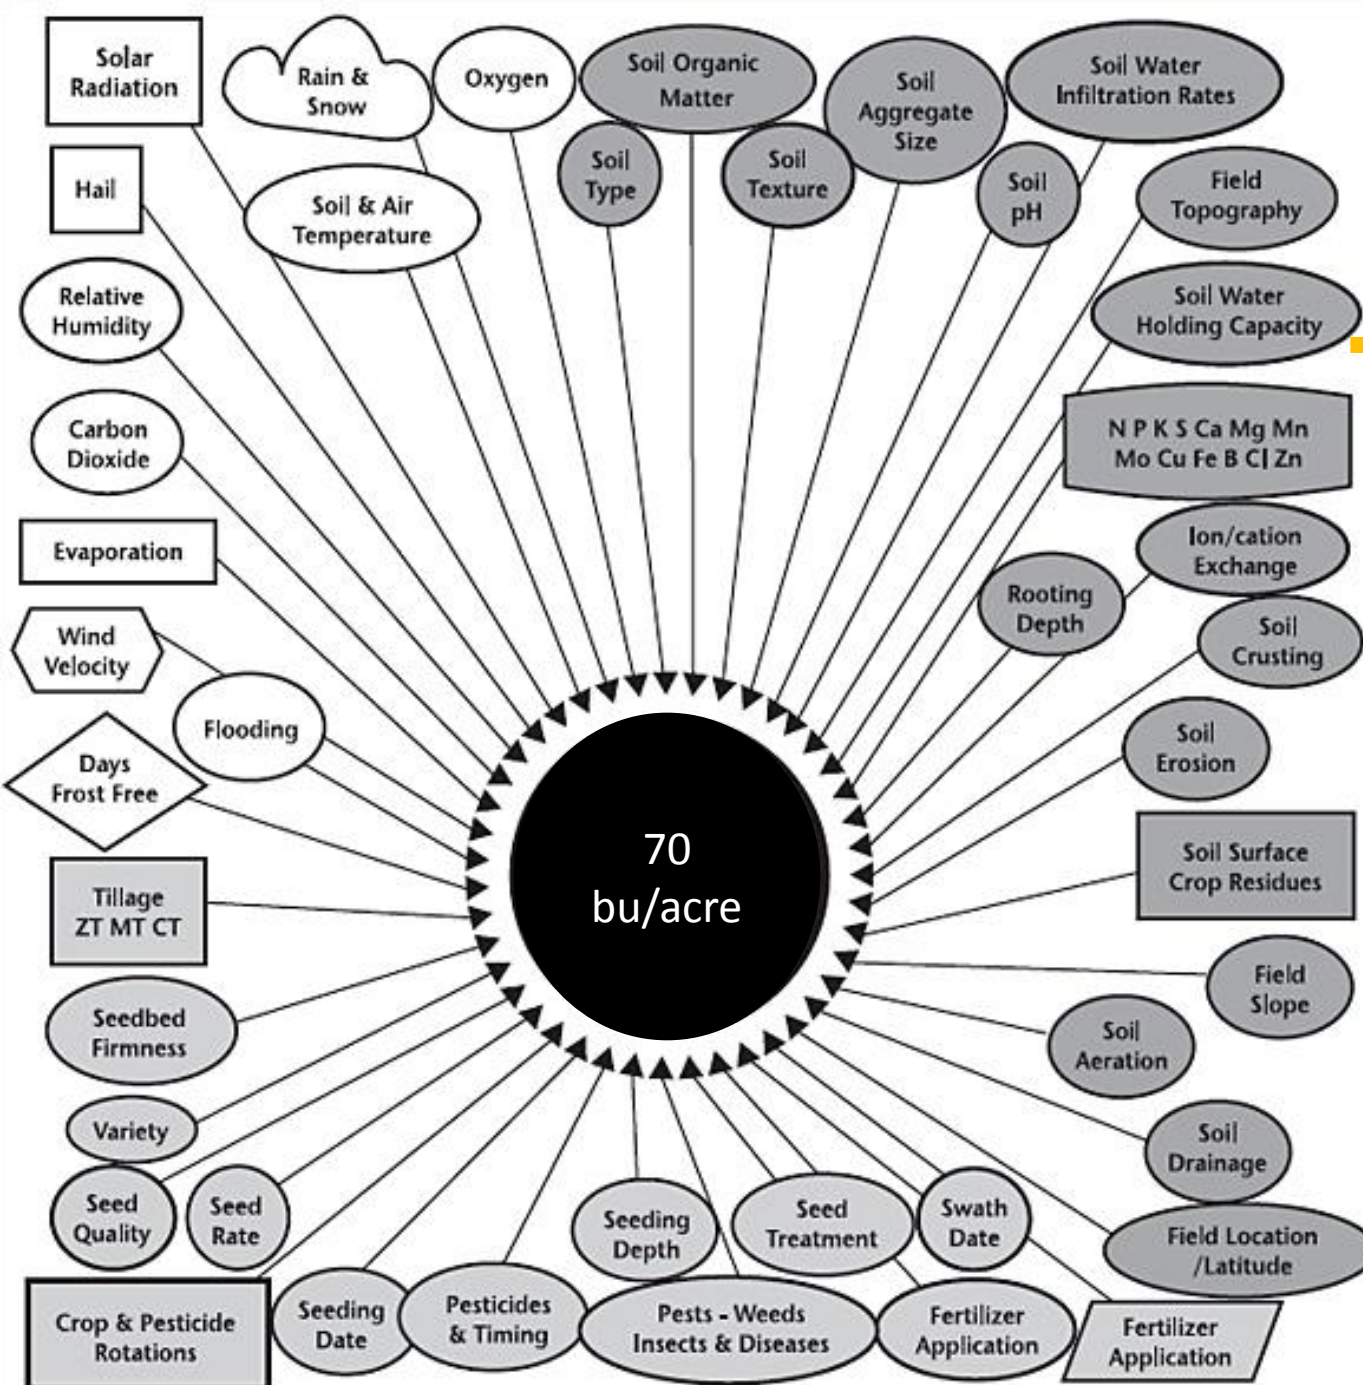 Solar
Radiation
Rain &
Snow
Oxygen
Soil Organic
Matter
Soil
Aggregate
Size
Soil Water
Infiltration Rates
Hail
Soil & Air
Temperature
Soil
Type
Soil
Texture
Soil
pH
Field
Topography
Relative
Humidity
Soil Water
Holding Capacity
Carbon
Dioxide
N P K S Ca Mg Mn
Mo Cu Fe B Cl Zn
Evaporation
Ion/cation
Exchange
Rooting
Depth
Wind
Velocity
Soil
Crusting
Flooding
Soil
Erosion
Days
Frost Free
70
bu/acre
Soil Surface
Crop Residues
Tillage
ZT MT CT
Field
Slope
Seedbed
Firmness
Soil
Aeration
Variety
Soil
Drainage
Seed
Quality
Seed
Rate
Seeding
Depth
Seed
Treatment
Swath
Date
Field Location
/Latitude
Crop & Pesticide
Rotations
Seeding
Date
Pesticides
& Timing
Pests - Weeds
Insects & Diseases
Fertilizer
Application
Fertilizer
Application